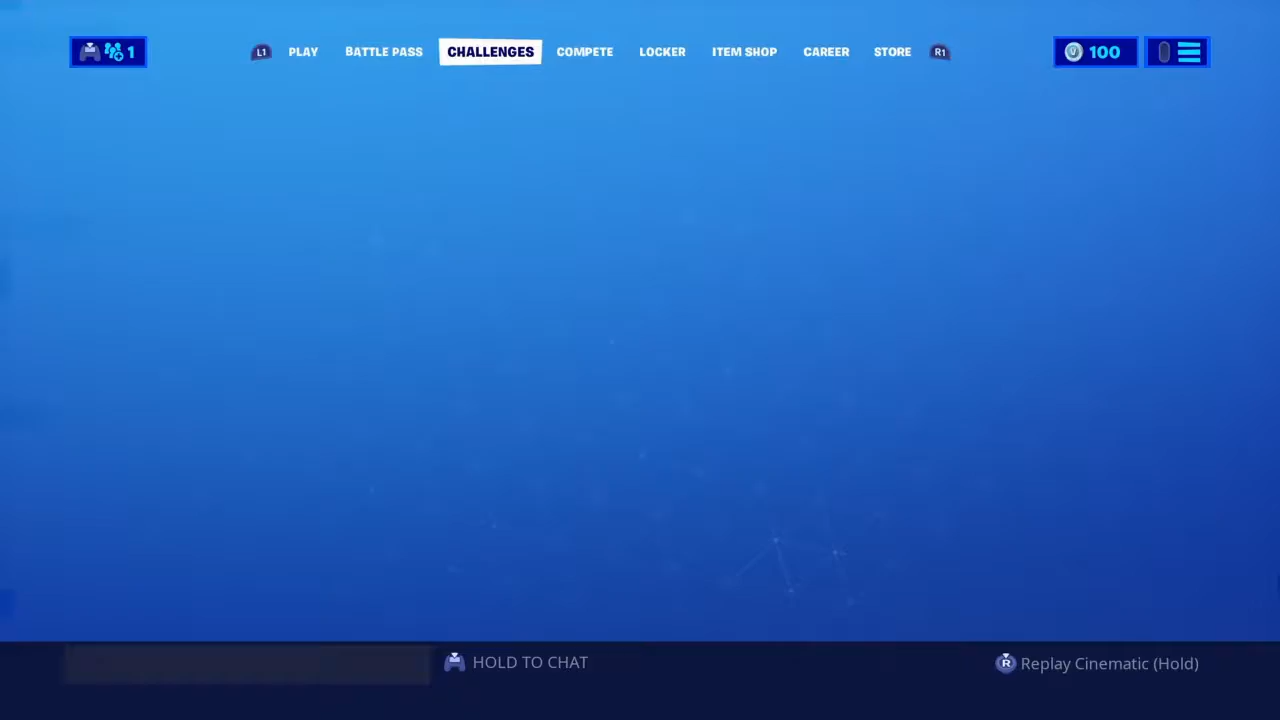 1
L1 PLAY BATTLE PASS CHALLENGES COMPETE LOCKER ITEM SHOP CAREER STORE R1
100
HOLD TO CHAT
R Replay Cinematic (Hold)